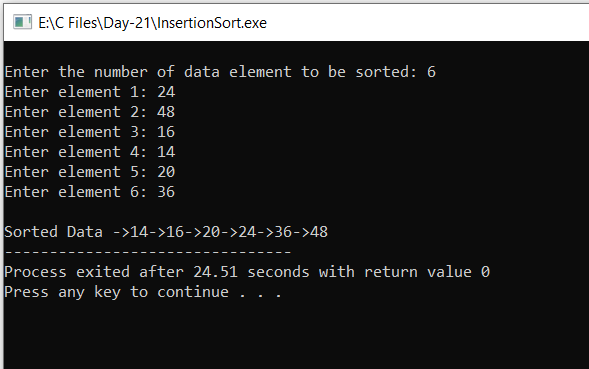 E:\C Files\Day-21\InsertionSort.exe
Enter the number of data element to be sorted: 6
Enter element 1: 24
Enter element 2: 48
Enter element 3: 16
Enter element 4: 14
Enter element 5: 20
Enter element 6: 36
Sorted Data ->14->16->20->24->36->48
--------------------------------
Process exited after 24.51 seconds with return value 0
Press any key to continue . . .